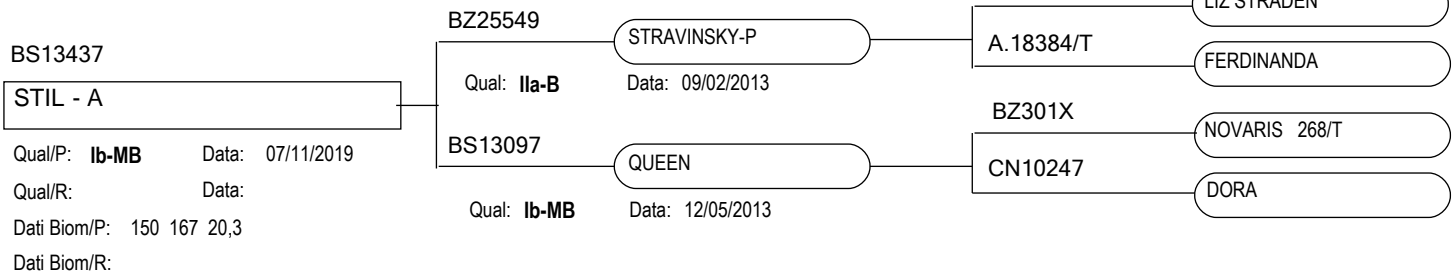 LIZ STRADEN
BZ25549
STRAVINSKY-P
A.18384/T
BS13437
FERDINANDA
STIL - A
Qual: IIa-B Data: 09/02/2013
BZ301X
NOVARIS 268/T
Qual/P: Ib-MB Data: 07/11/2019
BS13097
QUEEN
CN10247
Qual/R: Data:
DORA
Qual: Ib-MB Data: 12/05/2013
Dati Biom/P: 150 167 20,3
Dati Biom/R: